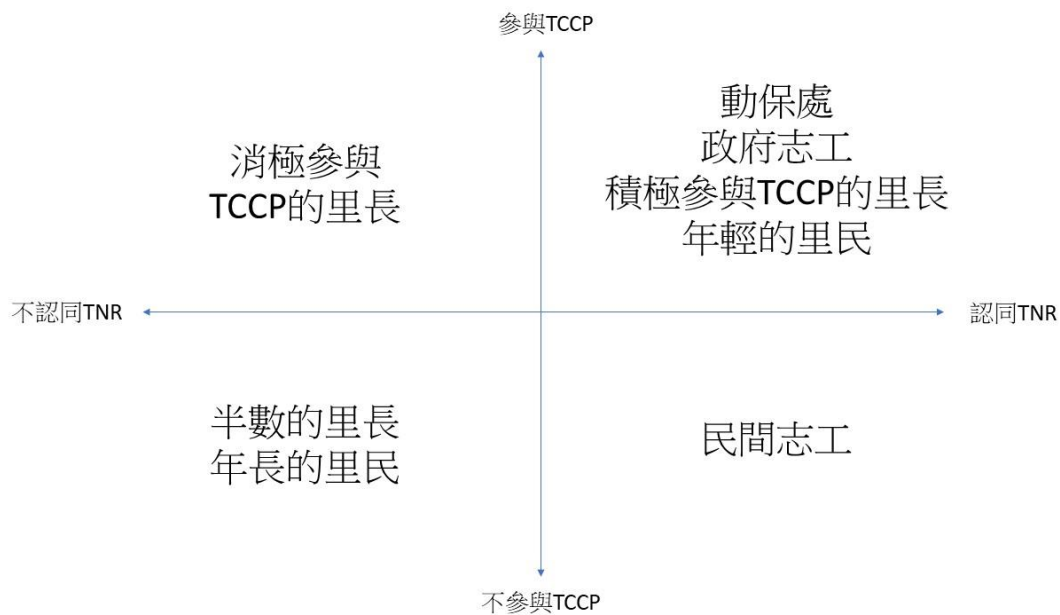 參與TCCP
動保處
政府志工
積極參與TCCP的里長
年輕的里民
消極參與
TCCP的里長
不認同TNR
認同TNR
半數的里長
年長的里民
民間志工
不參與TCCP